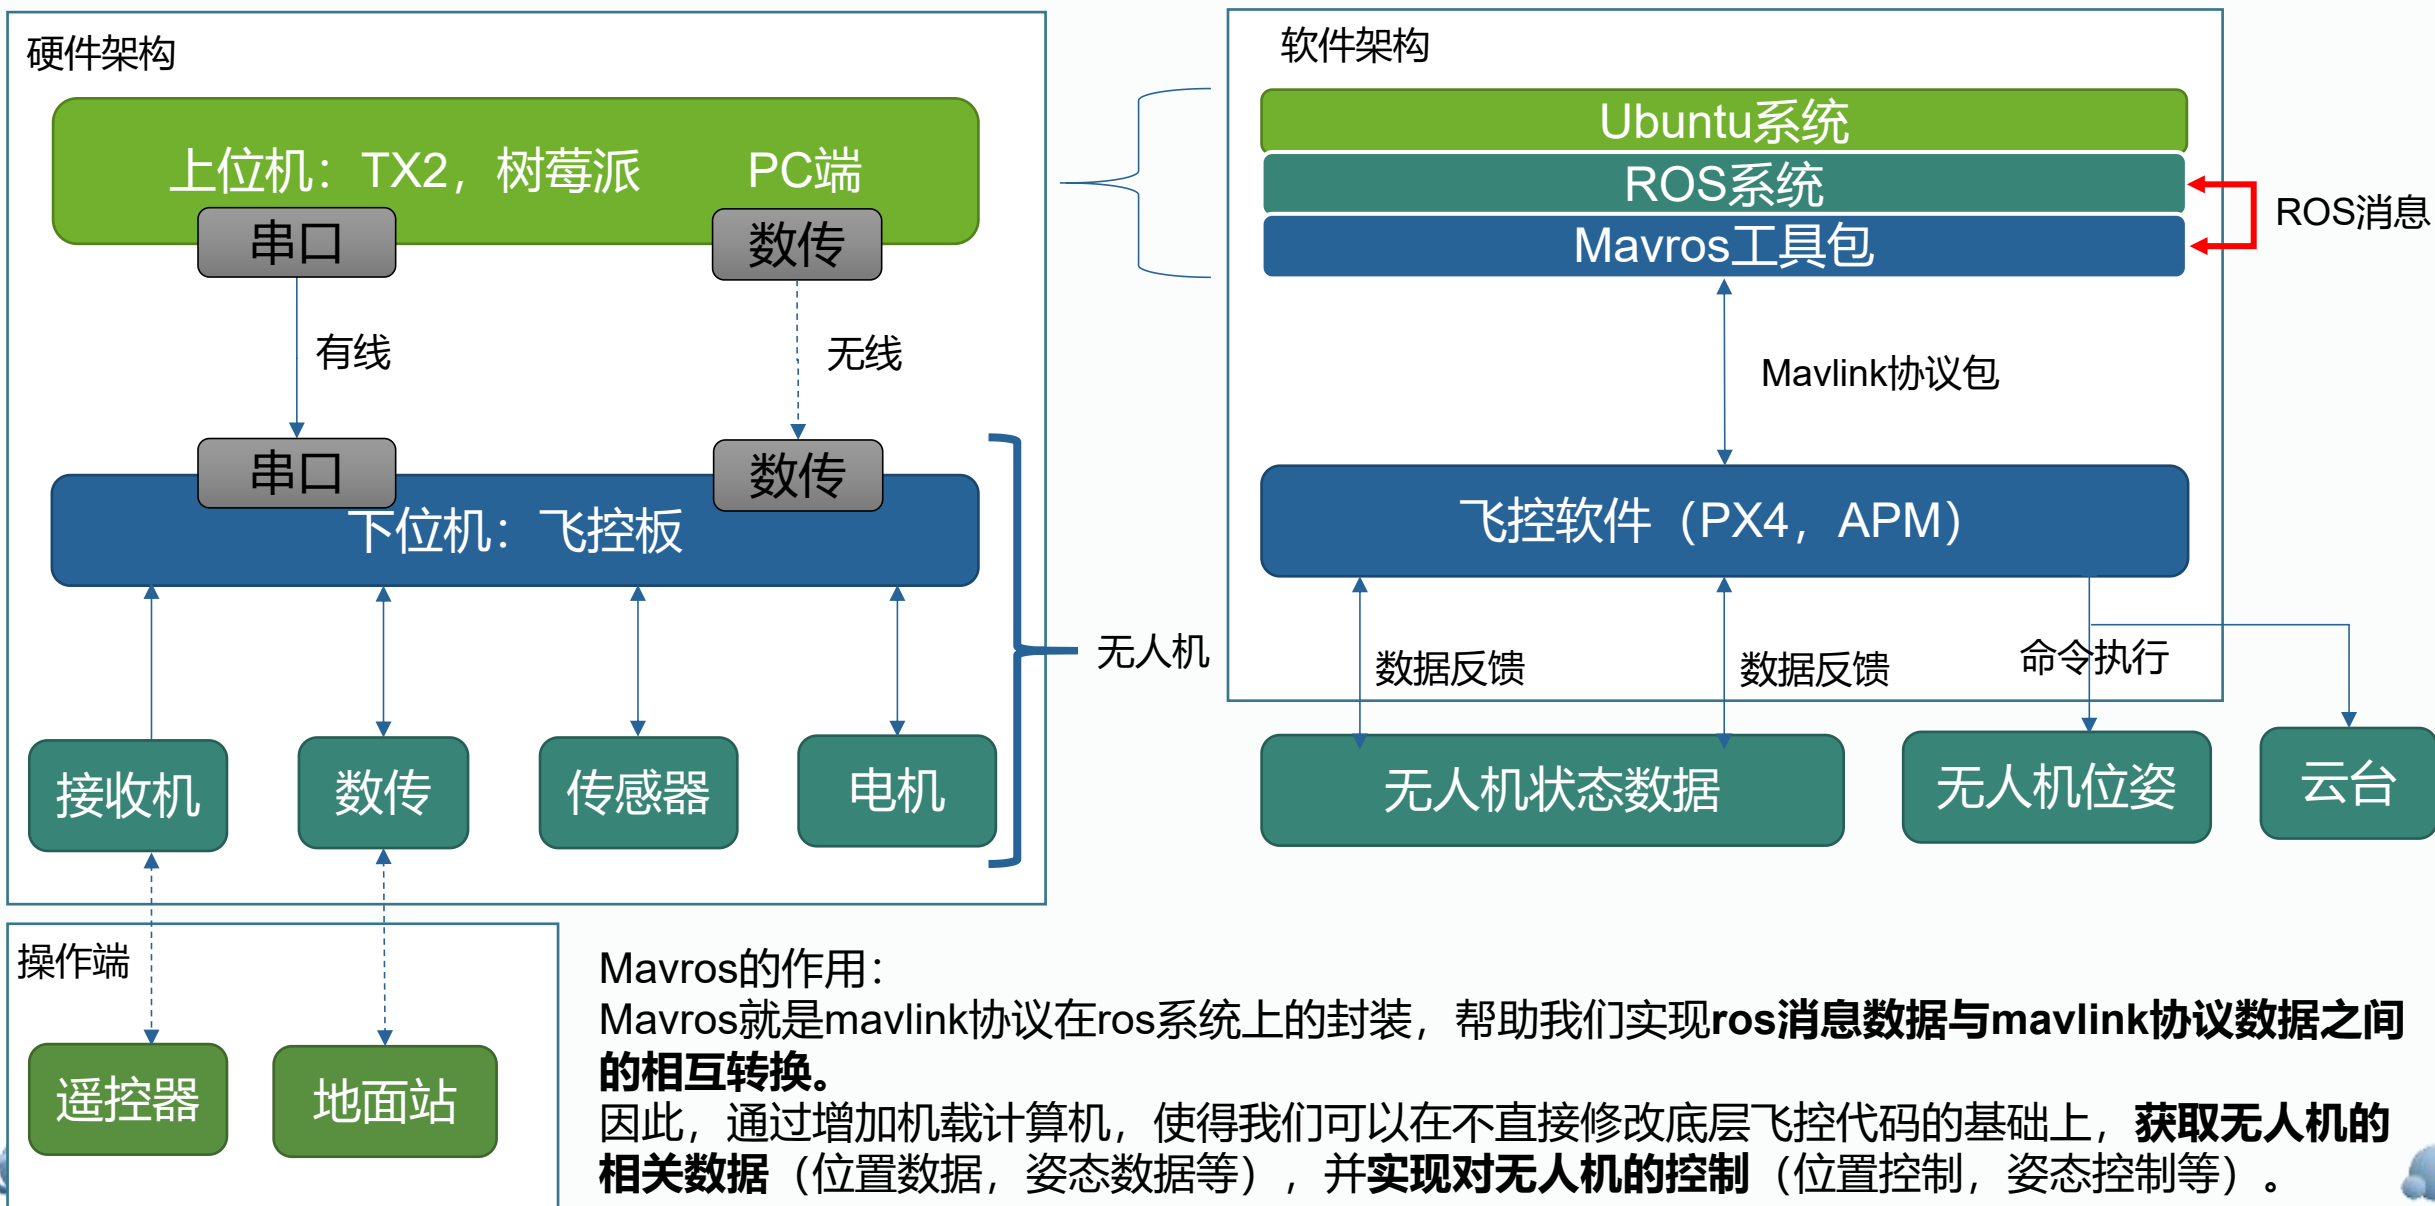 硬件架构
上位机：TX2，树莓派 PC端
串口
数传
有线
无线
串口
数传
下位机：飞控板
无人机
接收机
数传
传感器
电机
操作端
遥控器
地面站
软件架构
Ubuntu系统
ROS系统
Mavros工具包
ROS消息
Mavlink协议包
飞控软件（PX4，APM）
数据反馈
数据反馈
命令执行
无人机状态数据
无人机位姿
云台
Mavros的作用：
Mavros就是mavlink协议在ros系统上的封装，帮助我们实现ros消息数据与mavlink协议数据之间
的相互转换。
因此，通过增加机载计算机，使得我们可以在不直接修改底层飞控代码的基础上，获取无人机的
相关数据（位置数据，姿态数据等），并实现对无人机的控制（位置控制，姿态控制等）。